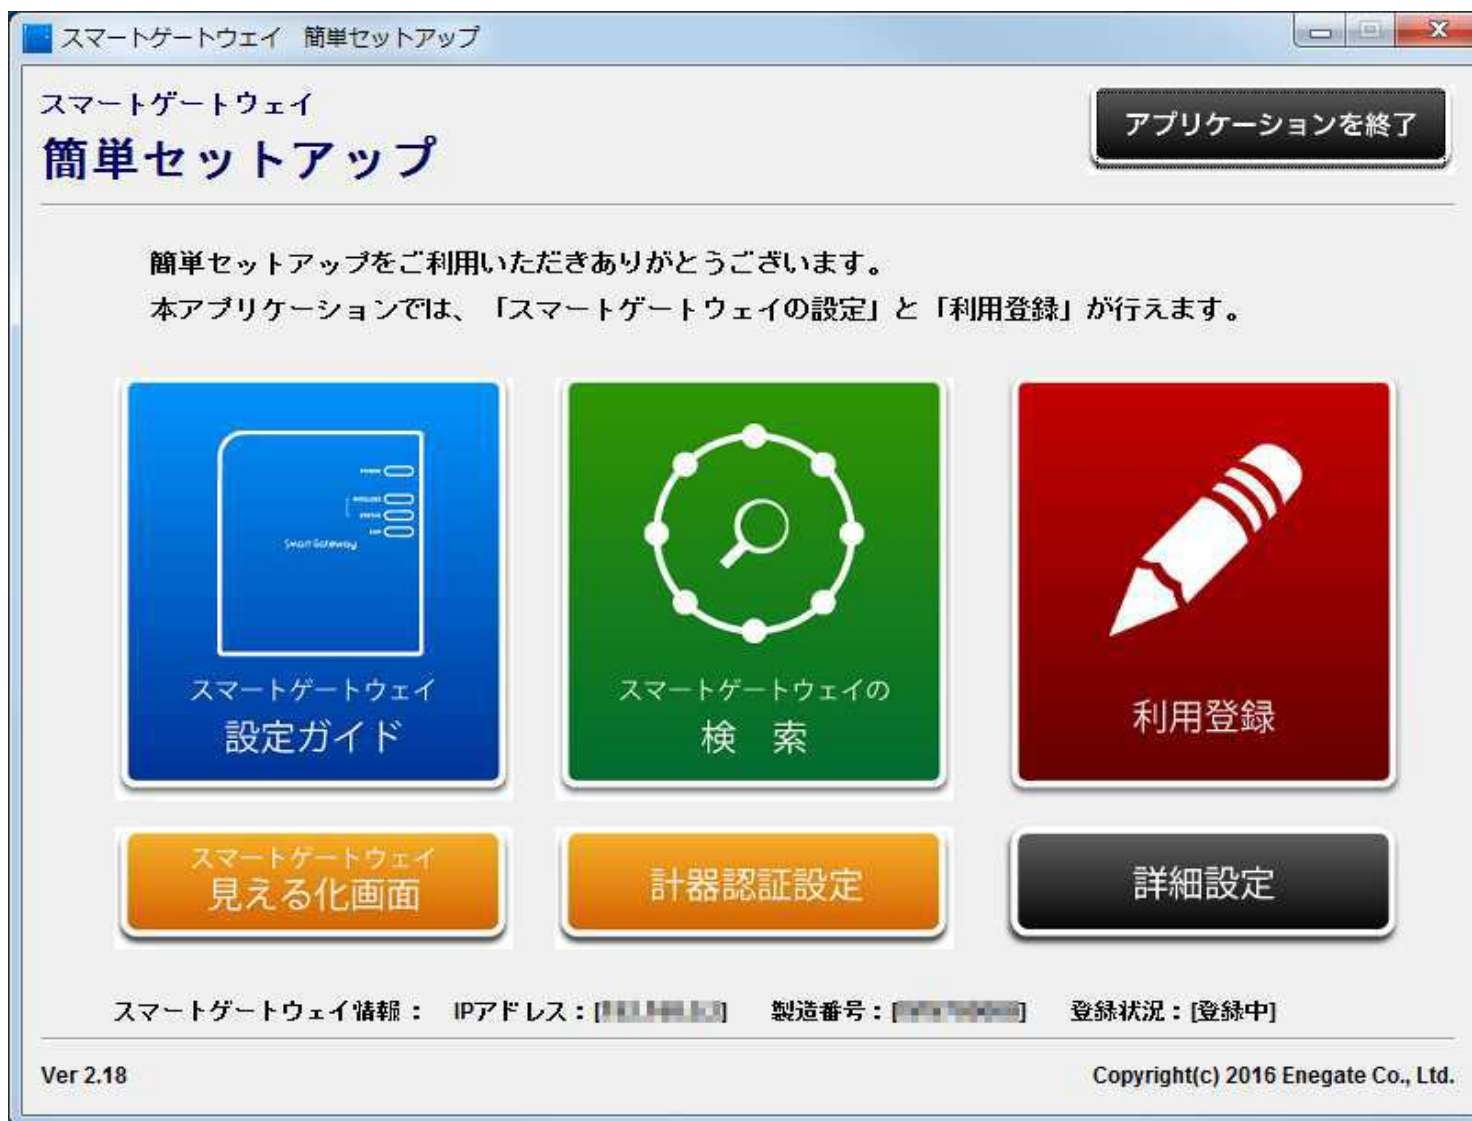 スマートゲートウェイ 簡単セットアップ
スマートゲートウェイ
簡単セットアップ
アプリケーションを終了
簡単セットアップをご利用いただきありがとうございます。
本アプリケーションでは、「スマートゲートウェイの設定」と「利用登録」が行えます。
Smart Gateway
スマートゲートウェイ
設定ガイド
スマートゲートウェイの
検 索
利用登録
スマートゲートウェイ
見える化画面
計器認証設定
詳細設定
スマートゲートウェイ情報： IPアドレス：[] 製造番号：[] 登録状況：[登録中]
Ver 2.18
Copyright(c) 2016 Enegate Co., Ltd.